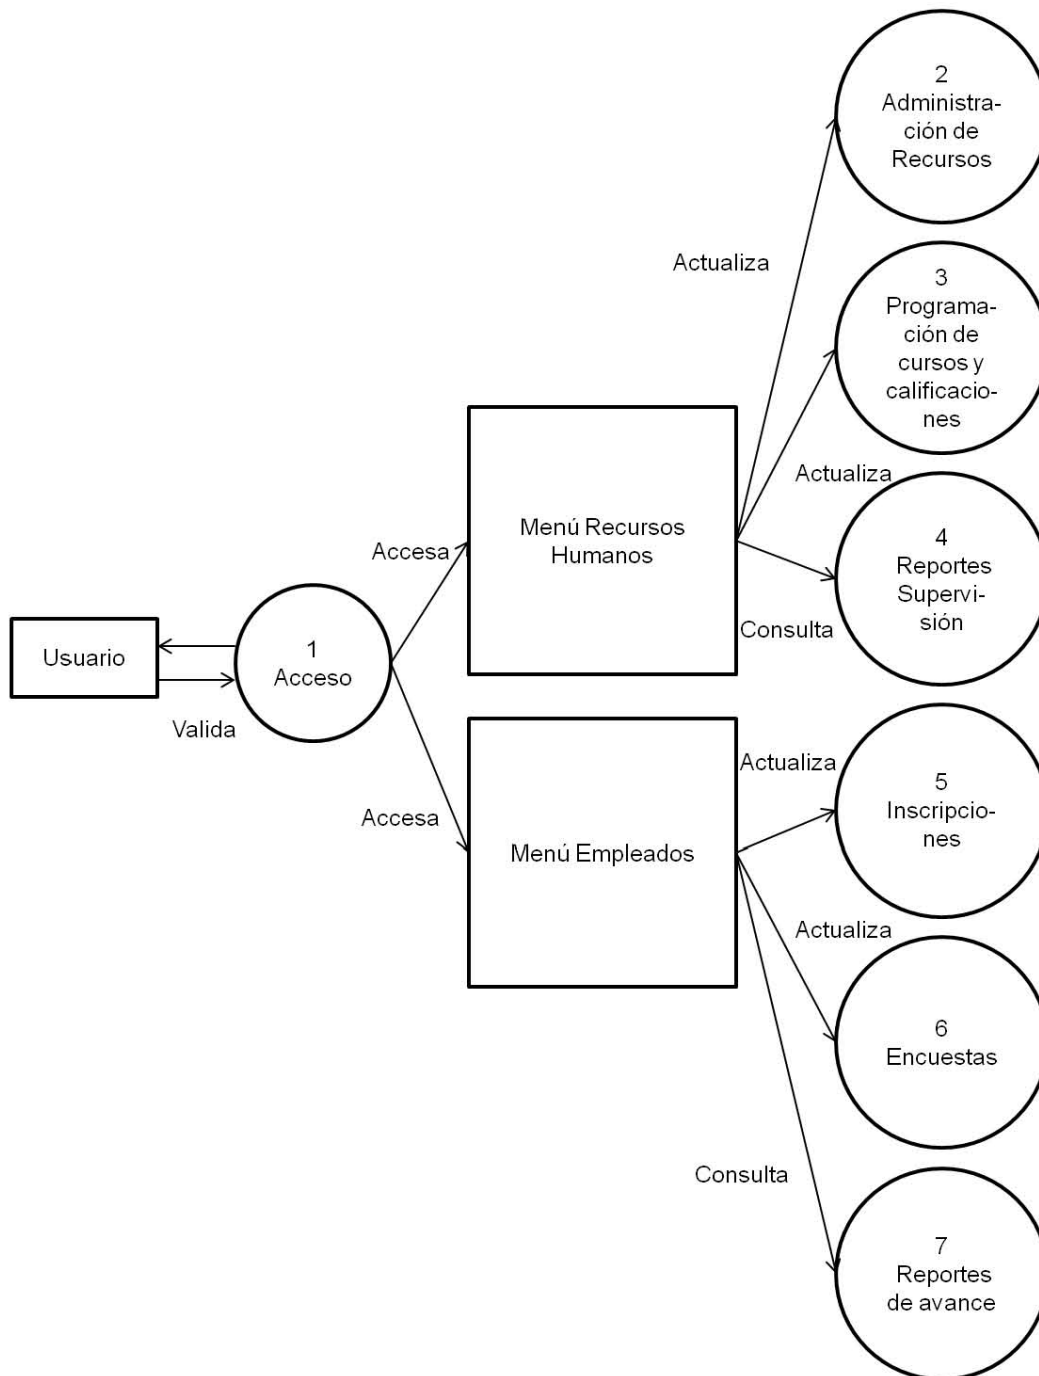 2
Administra-
ción de
Recursos
Actualiza
3
Programa-
ción de
cursos y
calificacio-
nes
Actualiza
Menú Recursos
Humanos
4
Reportes
Supervi-
sión
Accesa
Consulta
Usuario
1
Acceso
Valida
Accesa
Menú Empleados
Actualiza
5
Inscripcio-
nes
Actualiza
6
Encuestas
Consulta
7
Reportes
de avance